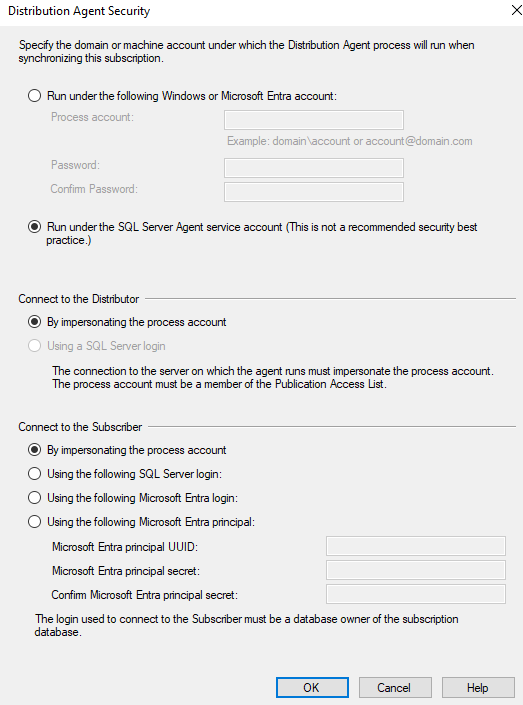 Distribution Agent Security
Specify the domain or machine account under which the Distribution Agent process will run when
synchronizing this subscription.
Run under the following Windows or Microsoft Entra account:
Process account:
Example: domain\account or account@domain.com
Password:
Confirm Password:
Run under the SQL Server Agent service account (This is not a recommended security best
practice.)
Connect to the Distributor
By impersonating the process account
Using a SQL Server login
The connection to the server on which the agent runs must impersonate the process account.
The process account must be a member of the Publication Access List.
Connect to the Subscriber
By impersonating the process account
Using the following SQL Server login:
Using the following Microsoft Entra login:
Using the following Microsoft Entra principal:
Microsoft Entra principal UUID:
Microsoft Entra principal secret:
Confirm Microsoft Entra principal secret:
The login used to connect to the Subscriber must be a database owner of the subscription
database.
OK Cancel Help